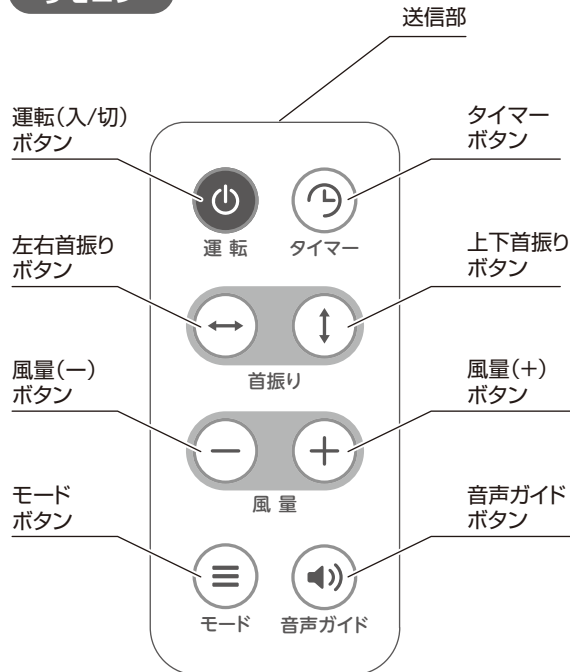 送信部
運転(入/切)
ボタン
タイマー
ボタン
運 転
タイマー
左右首振り
ボタン
上下首振り
ボタン
首振り
風量(ー)
ボタン
風量(+)
ボタン
風 量
モード
ボタン
音声ガイド
ボタン
モード
音声ガイド